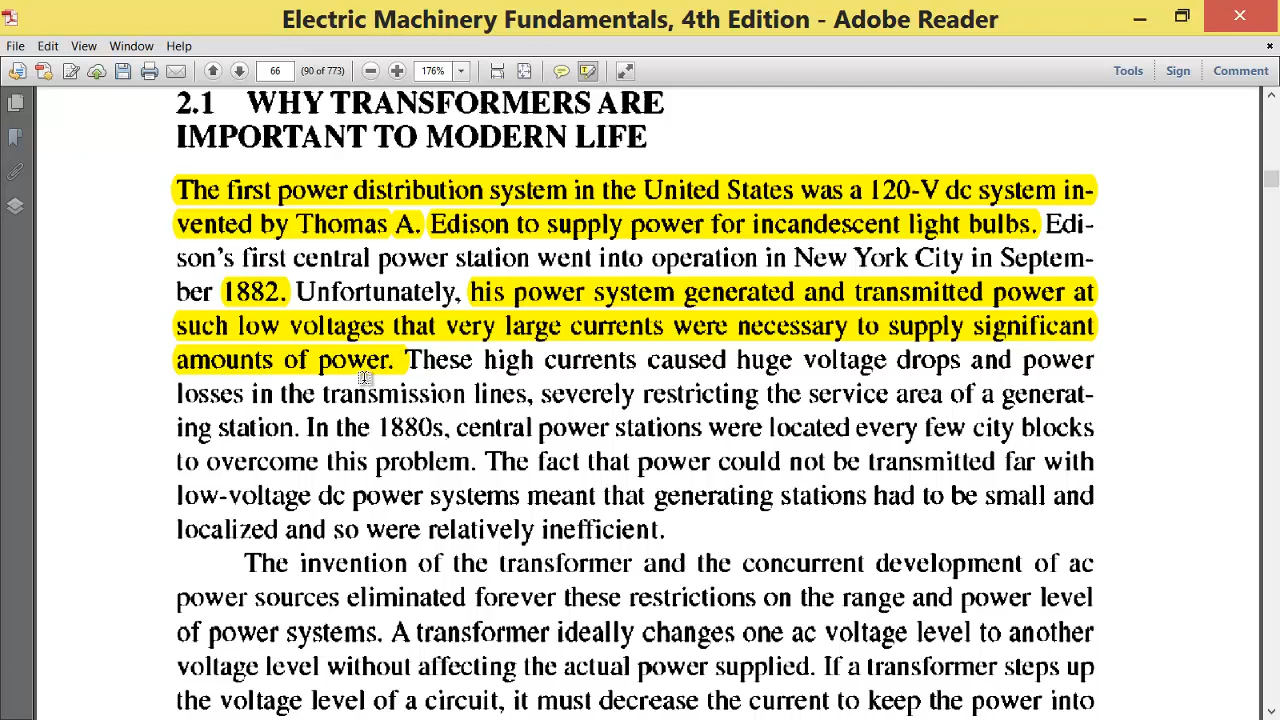 Electric Machinery Fundamentals, 4th Edition - Adobe Reader
File Edit View Window Help
66 (90 of 773) 176% Tools Sign Comment
2.1 WHY TRANSFORMERS ARE
IMPORTANT TO MODERN LIFE
The first power distribution system in the United States was a 120-V dc system in-
vented by Thomas A. Edison to supply power for incandescent light bulbs. Edi-
son's first central power station went into operation in New York City in Septem-
ber 1882. Unfortunately, his power system generated and transmitted power at
such low voltages that very large currents were necessary to supply significant
amounts of power. These high currents caused huge voltage drops and power
losses in the transmission lines, severely restricting the service area of a generat-
ing station. In the 1880s, central power stations were located every few city blocks
to overcome this problem. The fact that power could not be transmitted far with
low-voltage dc power systems meant that generating stations had to be small and
localized and so were relatively inefficient.
The invention of the transformer and the concurrent development of ac
power sources eliminated forever these restrictions on the range and power level
of power systems. A transformer ideally changes one ac voltage level to another
voltage level without affecting the actual power supplied. If a transformer steps up
the voltage level of a circuit, it must decrease the current to keep the power into